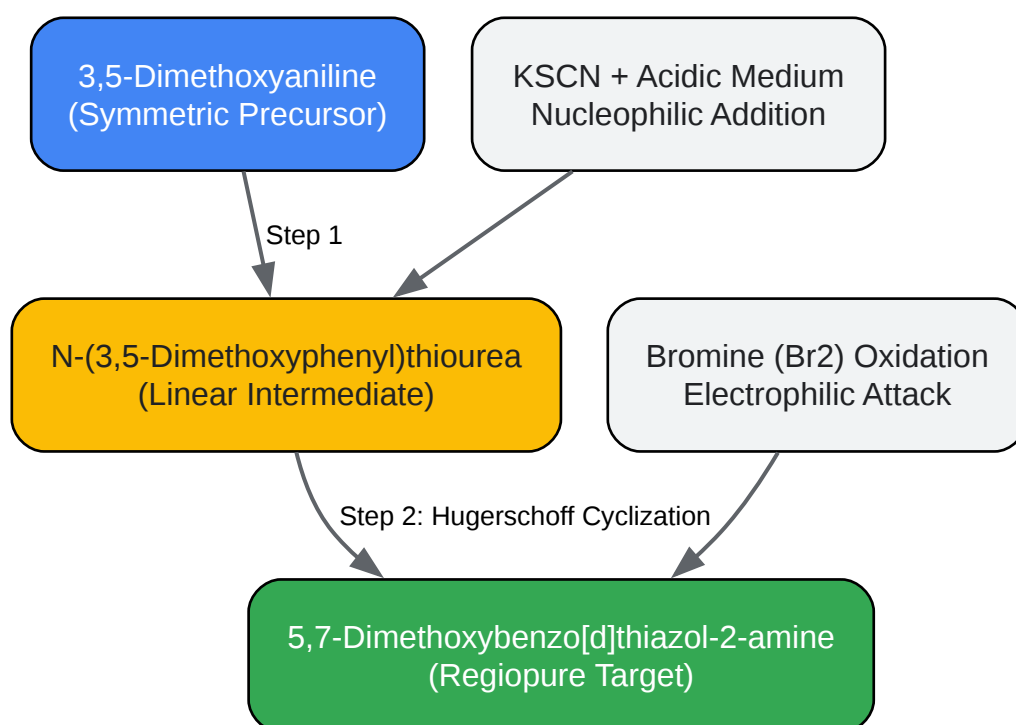 3,5-Dimethoxyaniline
(Symmetric Precursor)
KSCN + Acidic Medium
Nucleophilic Addition
Step 1
N-(3,5-Dimethoxyphenyl)thiourea
(Linear Intermediate)
Bromine (Br2) Oxidation
Electrophilic Attack
Step 2: Hugerschoff Cyclization
5,7-Dimethoxybenzo[d]thiazol-2-amine
(Regiopure Target)